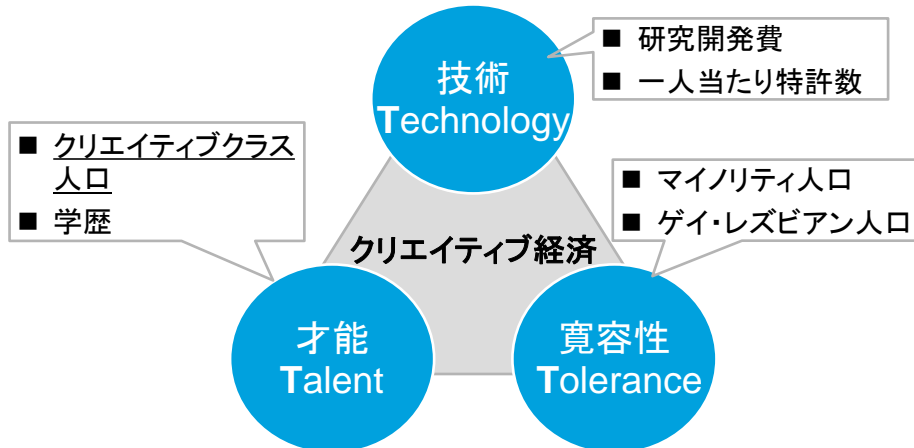 ■ 研究開発費
■ 一人当たり特許数
技術
Technology
■ クリエイティブクラス
人口
■ 学歴
■ マイノリティ人口
■ ゲイ・レズビアン人口
クリエイティブ経済
才能
Talent
寛容性
Tolerance